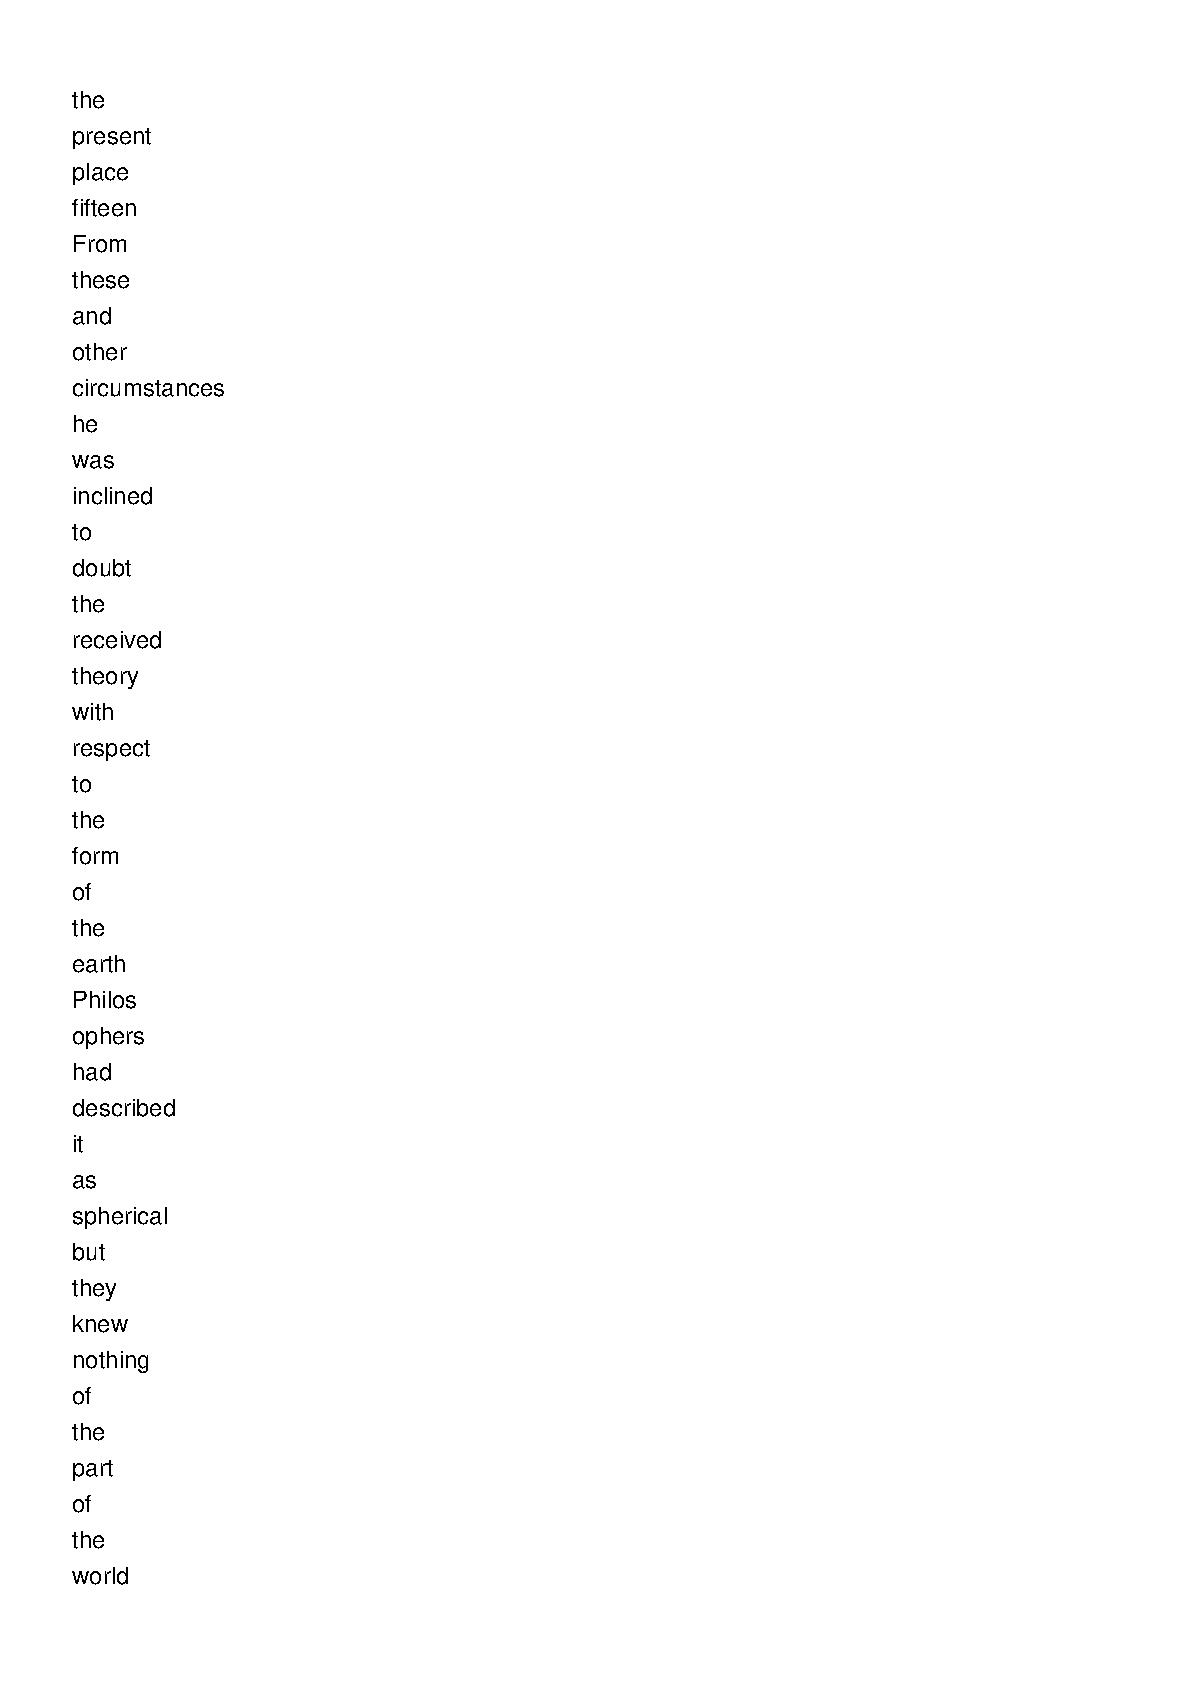 the
present
place
fifteen
From
these
and
other
circumstances
he
was
inclined
to
doubt
the
received
theory
with
respect
to
the
form
of
the
earth
Philos
ophers
had
described
it
as
spherical
but
they
knew
nothing
of
the
part
of
the
world